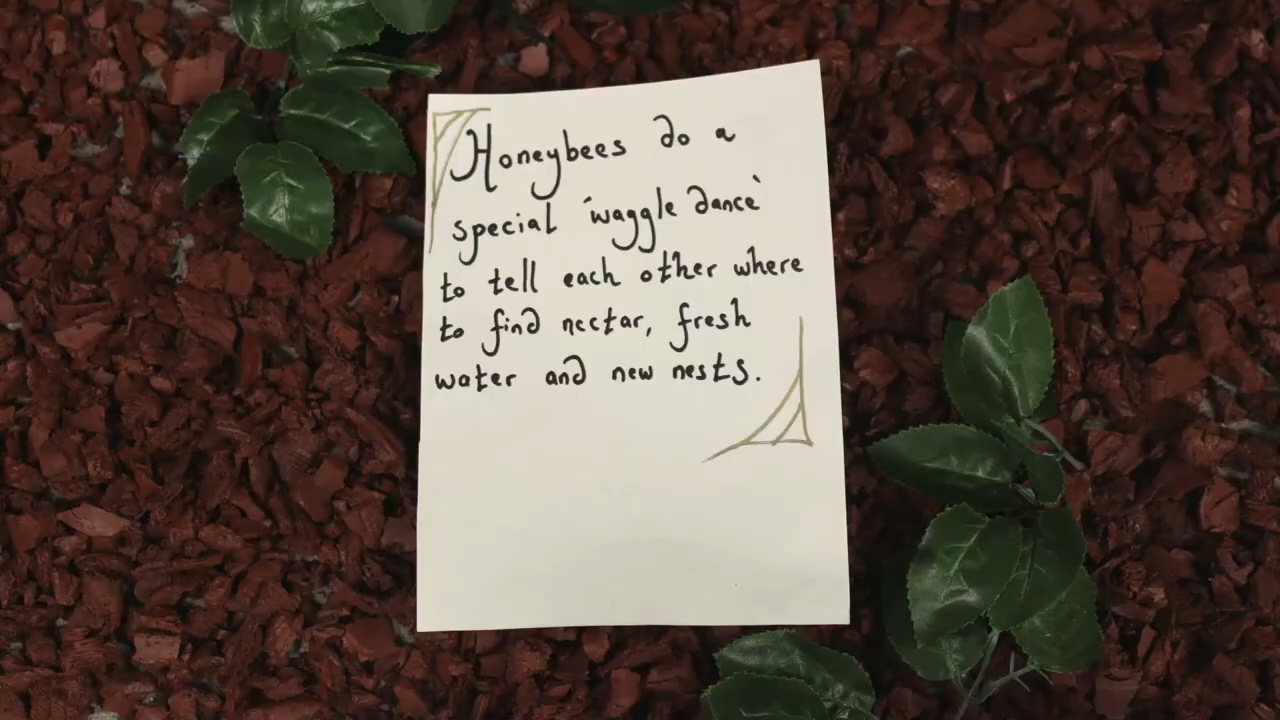 Honeybees do a
special 'waggle dance'
to tell each other where
to find nectar, fresh
water and new nests.